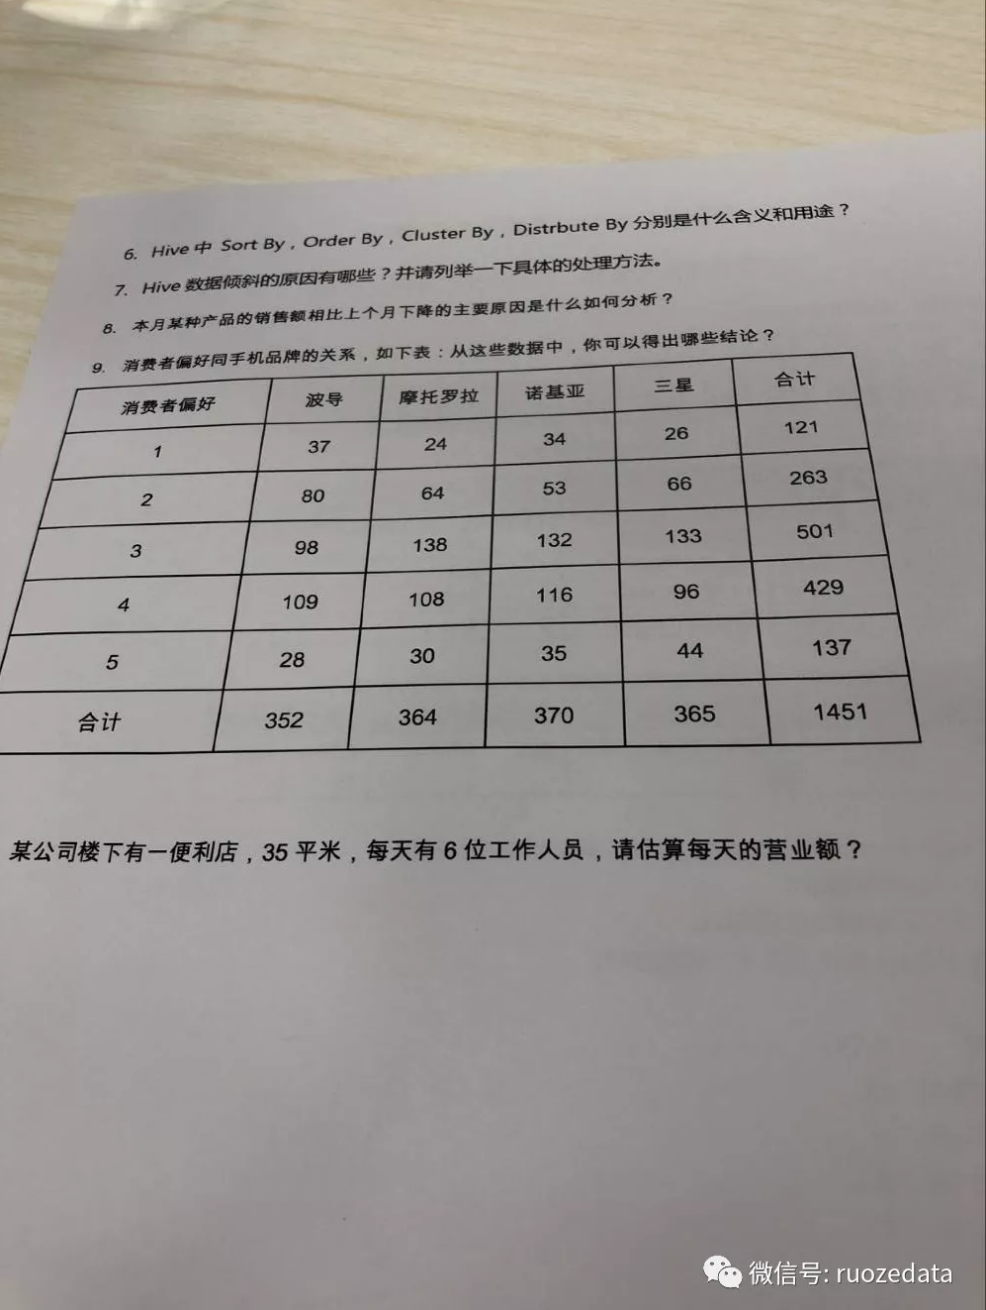 6. Hive 中 Sort By，Order By，Cluster By，Distrbute By 分别是什么含义和用途？
7. Hive 数据倾斜的原因有哪些？并请列举一下具体的处理方法。
8. 本月某种产品的销售额相比上个月下降的主要原因是什么如何分析？
9. 消费者偏好同手机品牌的关系，如下表：从这些数据中，你可以得出哪些结论？
消费者偏好 波导 摩托罗拉 诺基亚 三星 合计
1 37 24 34 26 121
2 80 64 53 66 263
3 98 138 132 133 501
4 109 108 116 96 429
5 28 30 35 44 137
合计 352 364 370 365 1451
某公司楼下有一便利店，35 平米，每天有 6 位工作人员，请估算每天的营业额？
微信号: ruozedata